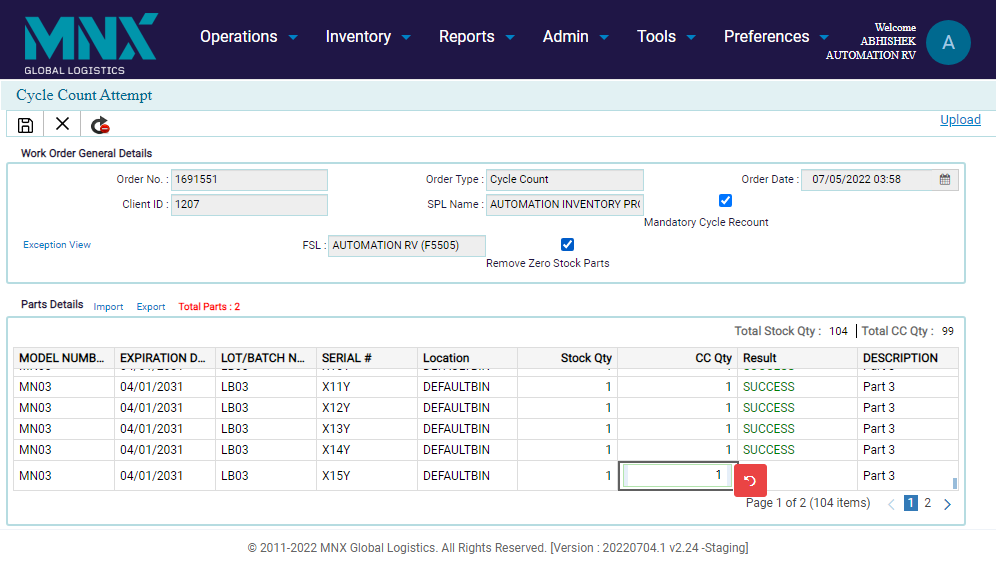 MNX
GLOBAL LOGISTICS
Operations Inventory Reports Admin Tools Preferences
Welcome
ABHISHEK
AUTOMATION RV
A
Cycle Count Attempt
Upload
Work Order General Details
Order No. : 1691551 Order Type : Cycle Count Order Date : 07/05/2022 03:58
Client ID : 1207 SPL Name : AUTOMATION INVENTORY PRO
Mandatory Cycle Recount
Exception View FSL : AUTOMATION RV (F5505)
Remove Zero Stock Parts
Parts Details Import Export Total Parts : 2
Total Stock Qty : 104 Total CC Qty : 99
MODEL NUMB... EXPIRATION D... LOT/BATCH N... SERIAL # Location Stock Qty CC Qty Result DESCRIPTION
MN03 04/01/2031 LB03 X11Y DEFAULTBIN 1 1 SUCCESS Part 3
MN03 04/01/2031 LB03 X12Y DEFAULTBIN 1 1 SUCCESS Part 3
MN03 04/01/2031 LB03 X13Y DEFAULTBIN 1 1 SUCCESS Part 3
MN03 04/01/2031 LB03 X14Y DEFAULTBIN 1 1 SUCCESS Part 3
MN03 04/01/2031 LB03 X15Y DEFAULTBIN 1 1 Part 3
Page 1 of 2 (104 items) 1 2
© 2011-2022 MNX Global Logistics. All Rights Reserved. [Version : 20220704.1 v2.24 -Staging]